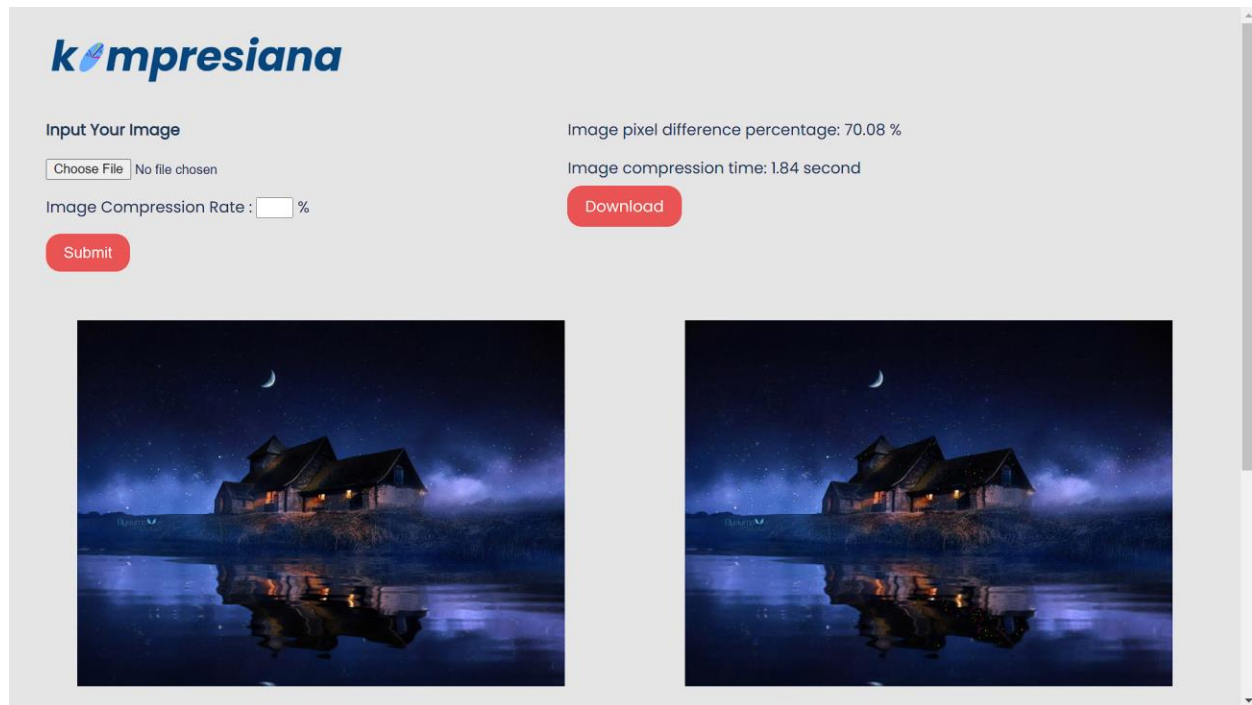 kompresiana
Input Your Image
Choose File No file chosen
Image Compression Rate : %
Submit
Image pixel difference percentage: 70.08 %
Image compression time: 1.84 second
Download